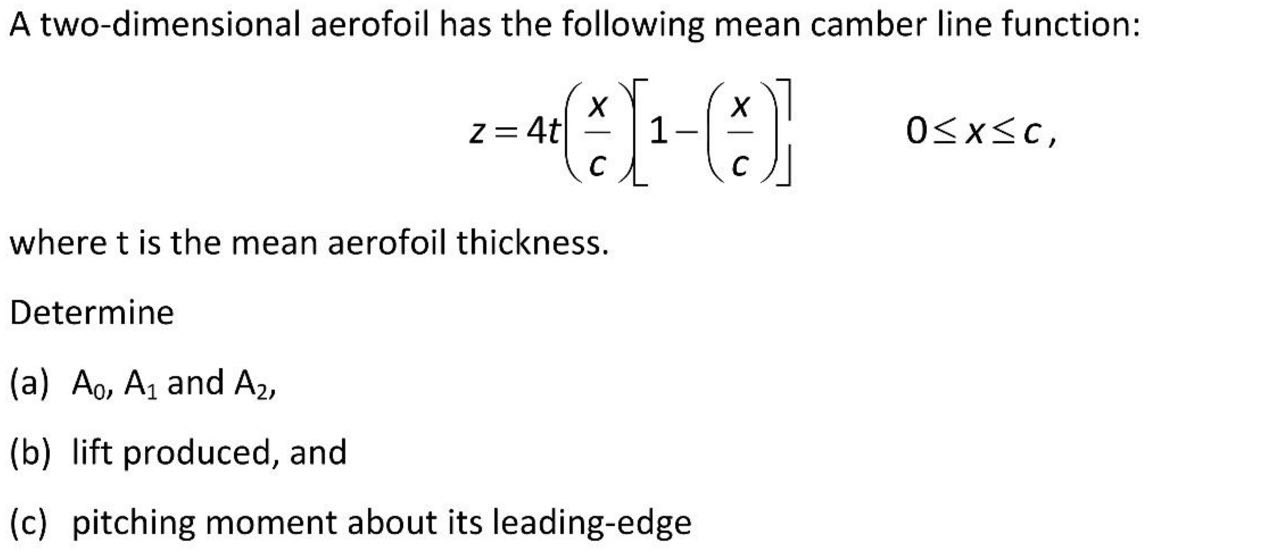 A two-dimensional aerofoil has the following mean camber line function:
z = 4t(x/c)[1-(x/c)] 0≤x≤c,
where t is the mean aerofoil thickness.
Determine
(a) A₀, A₁ and A₂,
(b) lift produced, and
(c) pitching moment about its leading-edge